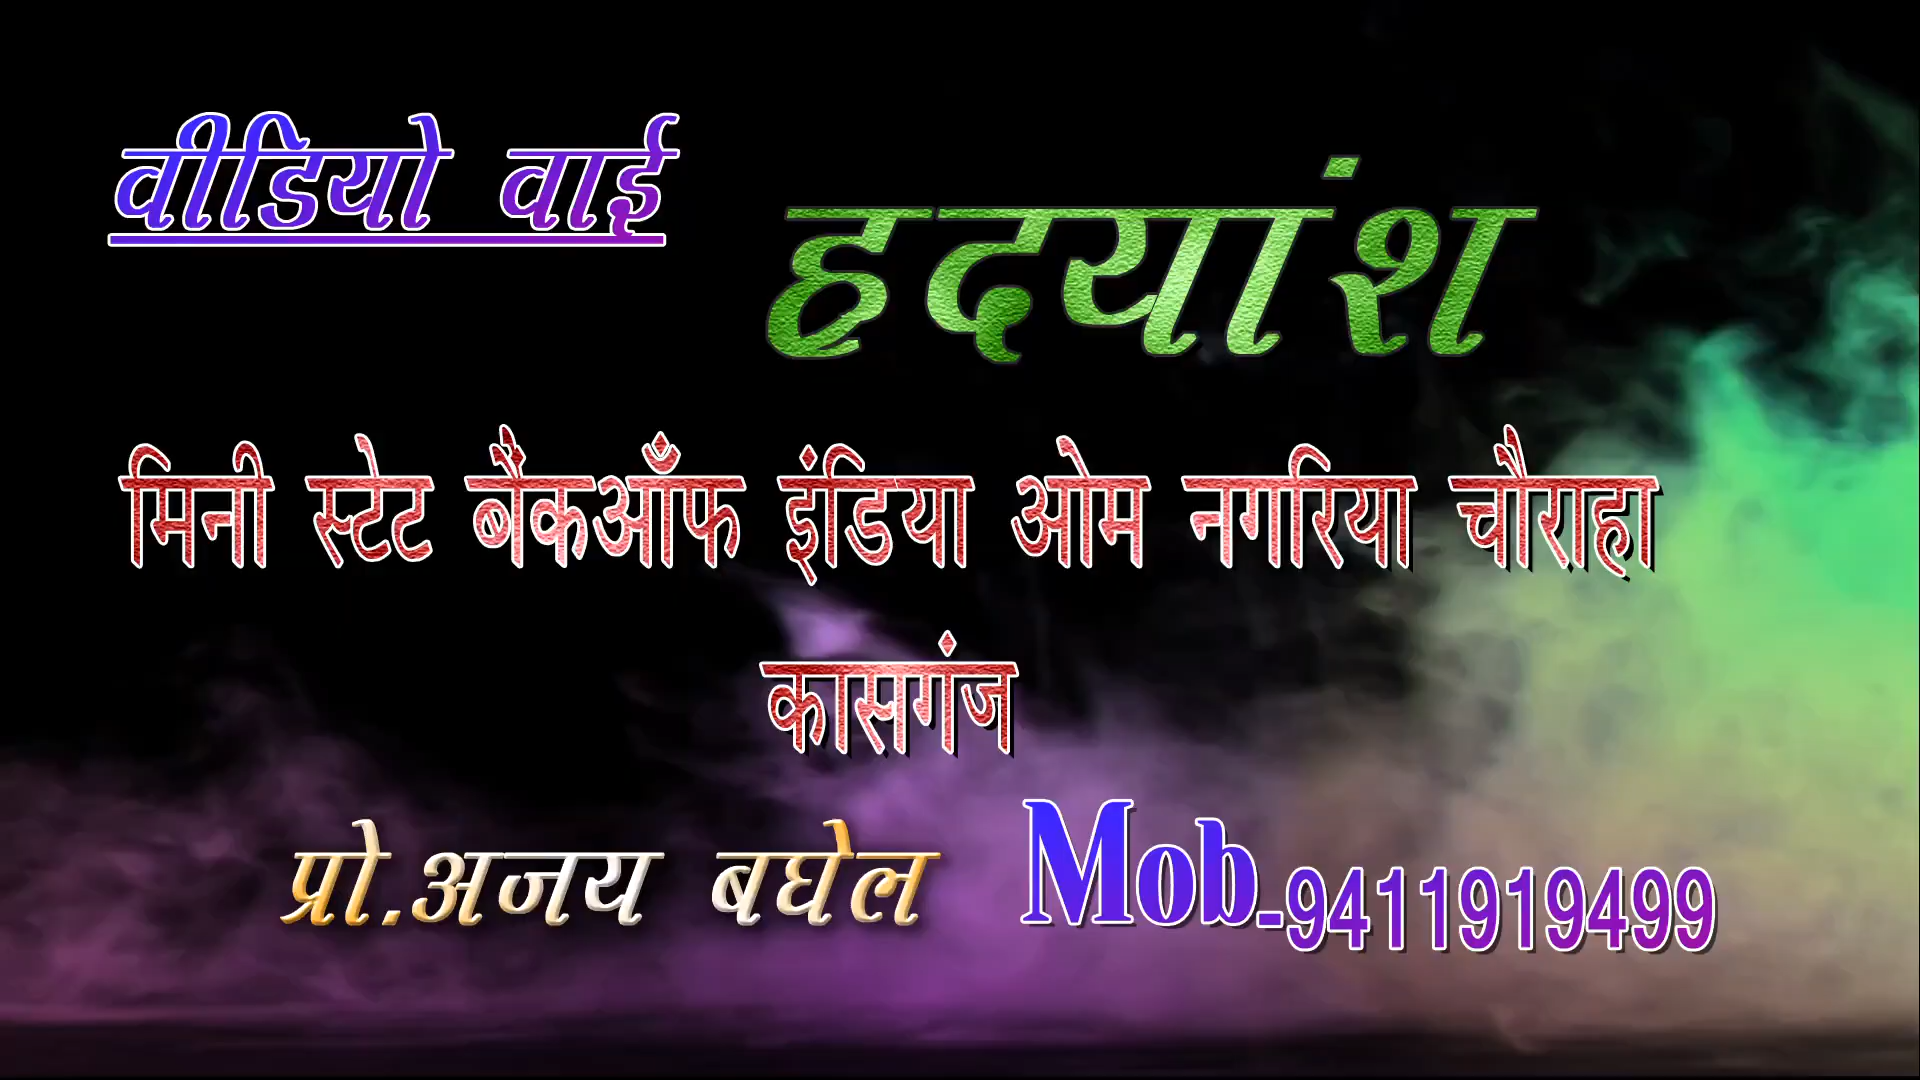 वीडियो वाई
हृदयांश
मिनी स्टेट बैंकऑफ इंडिया ओम नगरिया चौराहा
कासगंज
प्रो.अजय बघेल Mob-9411919499